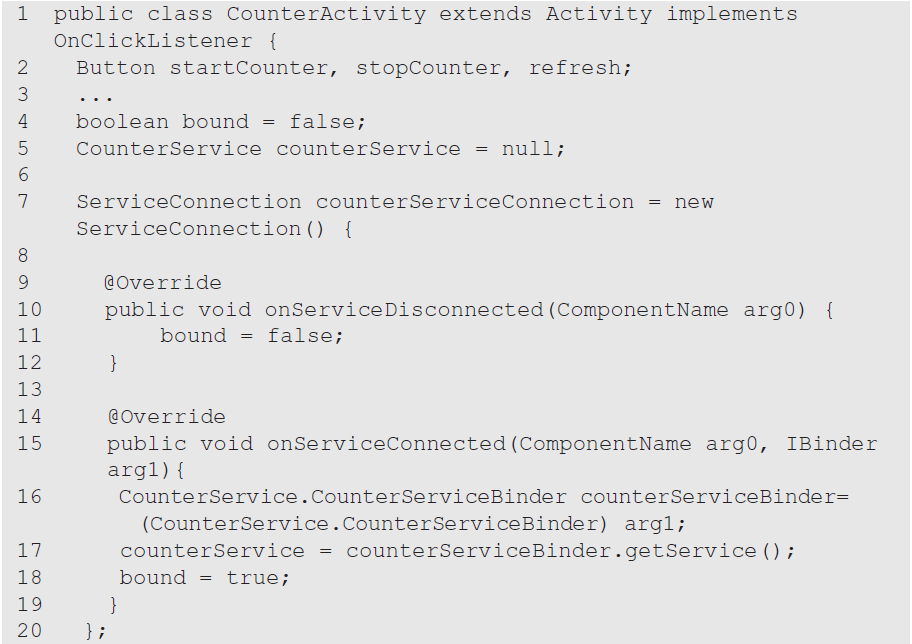 1 public class CounterActivity extends Activity implements
OnClickListener {
2 Button startCounter, stopCounter, refresh;
3 ...
4 boolean bound = false;
5 CounterService counterService = null;
6
7 ServiceConnection counterServiceConnection = new
ServiceConnection() {
8
9 @Override
10 public void onServiceDisconnected(ComponentName arg0) {
11 bound = false;
12 }
13
14 @Override
15 public void onServiceConnected(ComponentName arg0, IBinder
arg1){
16 CounterService.CounterServiceBinder counterServiceBinder=
(CounterService.CounterServiceBinder) arg1;
17 counterService = counterServiceBinder.getService();
18 bound = true;
19 }
20 };